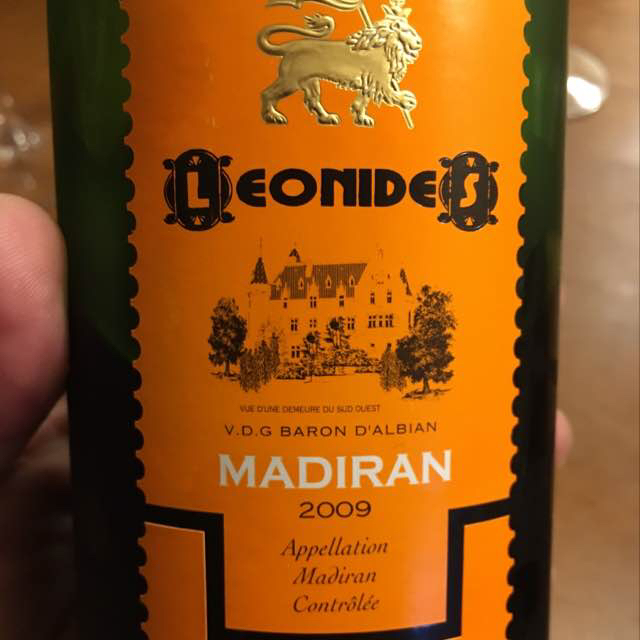 LEONIDES
VUE D'UNE DEMEURE DU SUD OUEST
V.D.G BARON D'ALBIAN
MADIRAN
2009
Appellation
Madiran
Contrôlée